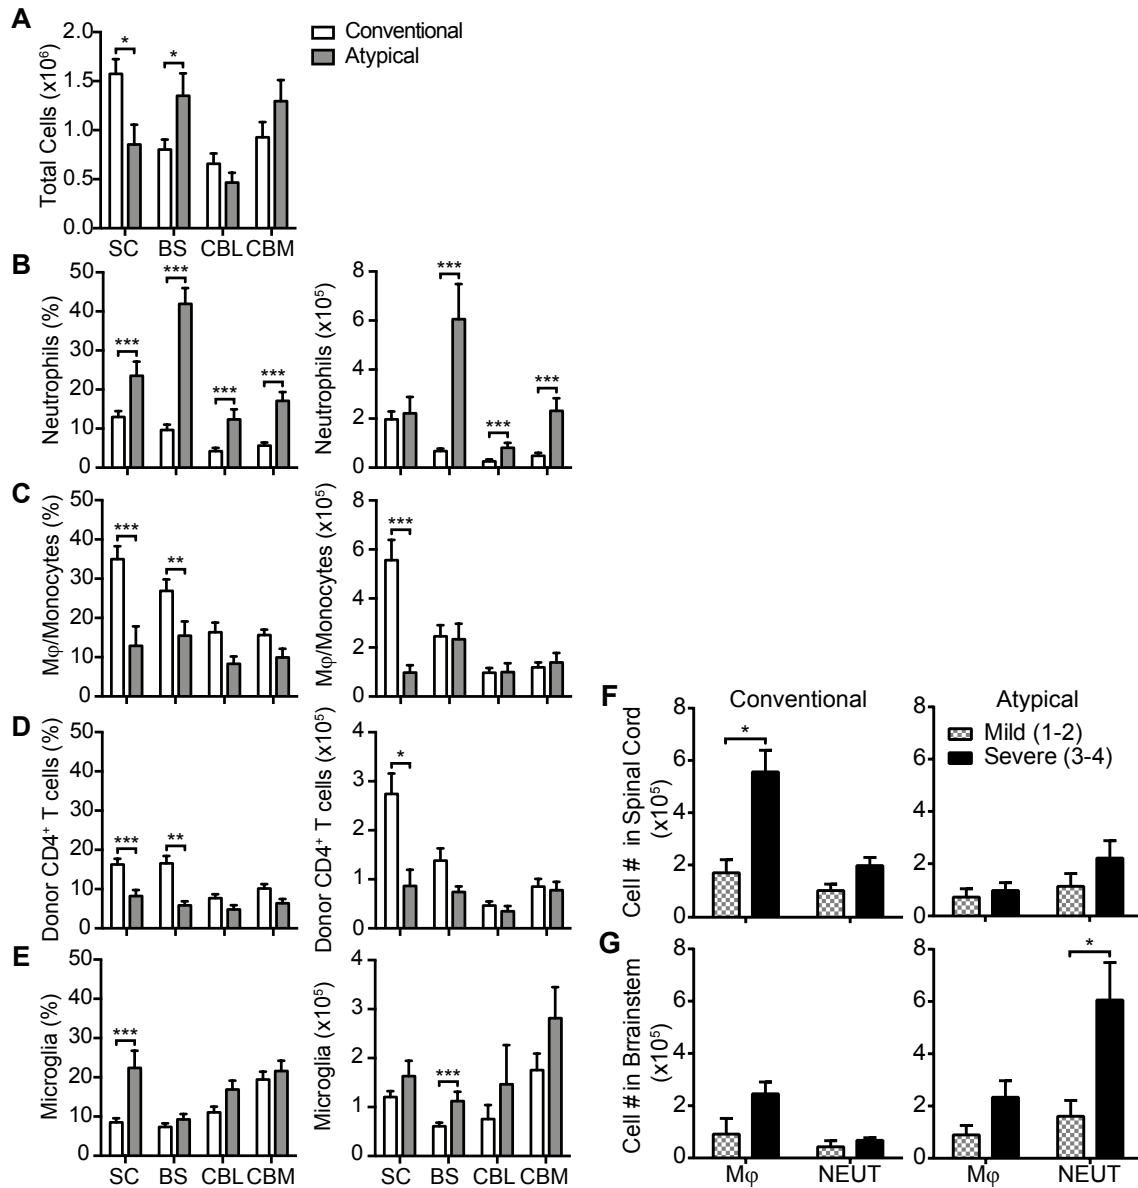 A
Conventional
Atypical
Total Cells (x10⁶)
2.0
1.5
1.0
0.5
0.0
*
*
SC BS CBL CBM
B
Neutrophils (%)
50
40
30
20
10
0
***
***
***
***
Neutrophils (x10⁵)
8
6
4
2
0
***
***
***
C
Mφ/Monocytes (%)
50
40
30
20
10
0
***
**
Mφ/Monocytes (x10⁵)
8
6
4
2
0
***
D
Donor CD4⁺ T cells (%)
50
40
30
20
10
0
***
**
Donor CD4⁺ T cells (x10⁵)
4
3
2
1
0
*
E
Microglia (%)
50
40
30
20
10
0
***
SC BS CBL CBM
Microglia (x10⁵)
4
3
2
1
0
***
SC BS CBL CBM
F
Conventional
Atypical
Cell # in Spinal Cord
(x10⁵)
8
6
4
2
0
*
8
6
4
2
0
Mild (1-2)
Severe (3-4)
G
Cell # in Brrainstem
(x10⁵)
8
6
4
2
0
Mφ NEUT
8
6
4
2
0
*
Mφ NEUT